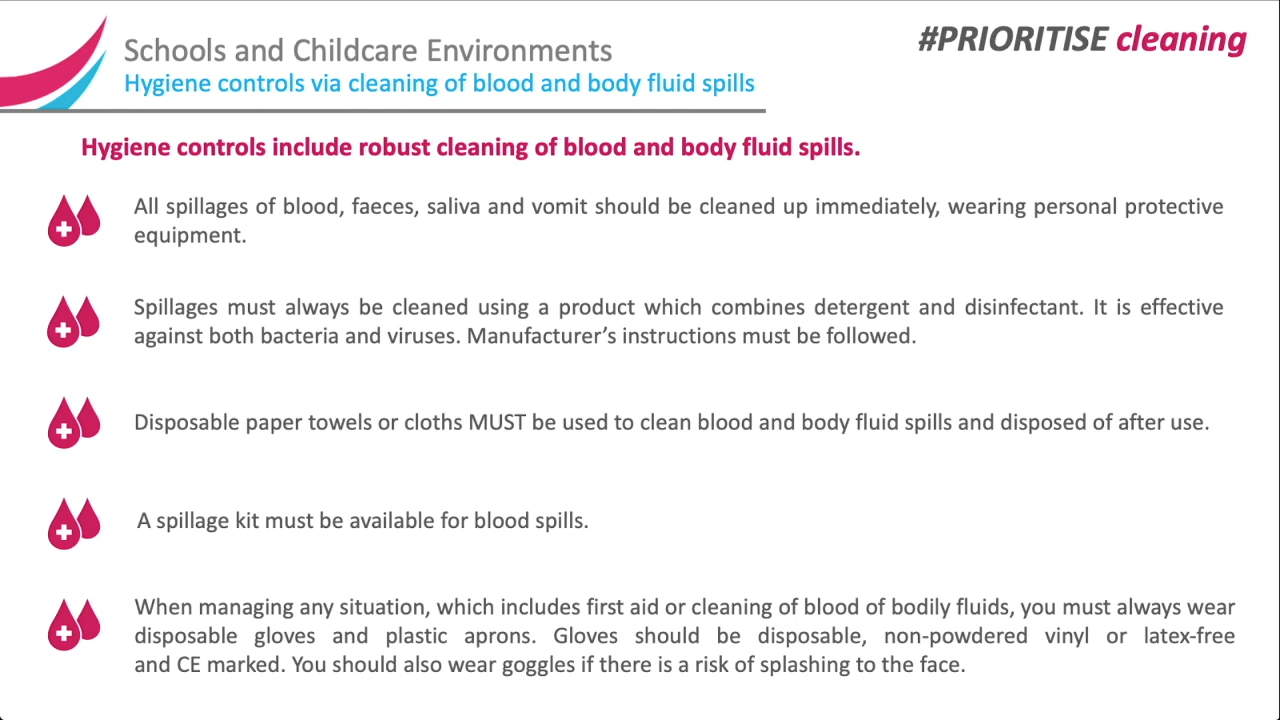 Schools and Childcare Environments
#PRIORITISE cleaning
Hygiene controls via cleaning of blood and body fluid spills
Hygiene controls include robust cleaning of blood and body fluid spills.
All spillages of blood, faeces, saliva and vomit should be cleaned up immediately, wearing personal protective
equipment.
Spillages must always be cleaned using a product which combines detergent and disinfectant. It is effective
against both bacteria and viruses. Manufacturer’s instructions must be followed.
Disposable paper towels or cloths MUST be used to clean blood and body fluid spills and disposed of after use.
A spillage kit must be available for blood spills.
When managing any situation, which includes first aid or cleaning of blood of bodily fluids, you must always wear
disposable gloves and plastic aprons. Gloves should be disposable, non-powdered vinyl or latex-free
and CE marked. You should also wear goggles if there is a risk of splashing to the face.